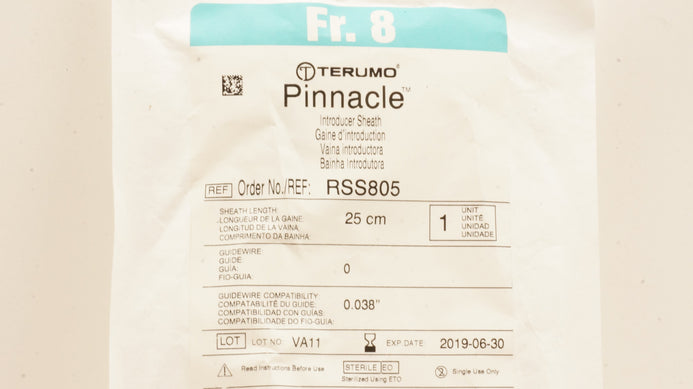 Fr. 8
TERUMO®
Pinnacle™
Introducer Sheath
Gaine d'introduction
Vaina introductora
Bainha Introdutora
REF Order No./REF: RSS805
SHEATH LENGTH:
LONGUEUR DE LA GAINE:
LONGITUD DE LA VAINA:
COMPRIMENTO DA BAINHA:
25 cm
1
UNIT
UNITÉ
UNIDAD
UNIDADE
GUIDEWIRE:
GUIDE:
GUÍA:
FIO-GUIA:
0
GUIDEWIRE COMPATIBILITY:
COMPATABILITÉ DU GUIDE:
COMPATIBILIDAD CON GUÍAS:
COMPATIBILIDADE DO FIO-GUIA:
0.038"
LOT LOT NO: VA11 EXP.DATE: 2019-06-30
Read Instructions Before Use
STERILE EO
Sterilized Using ETO
2 Single Use Only